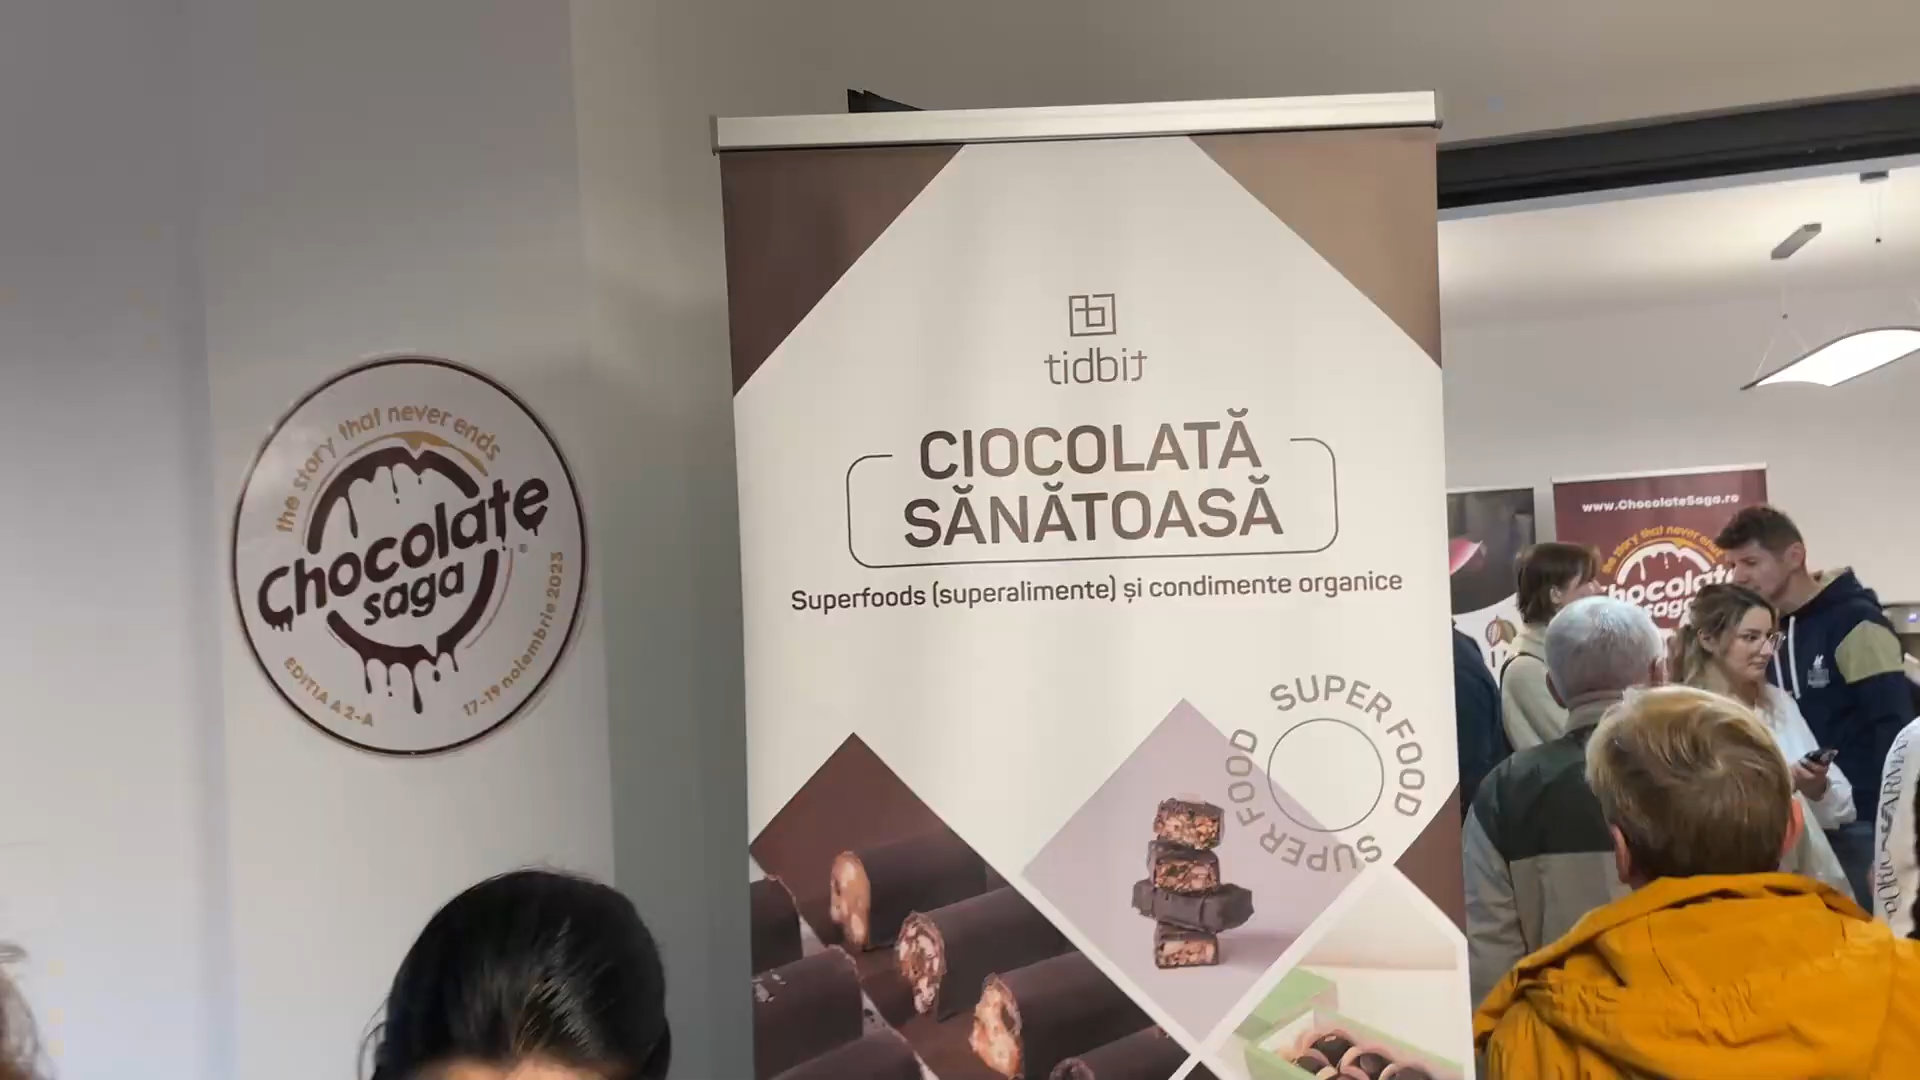 the story that never ends
Chocolate
saga
EDITIA A 2-A
17-19 noiembrie 2023
tidbit
CIOCOLATĂ
SĂNĂTOASĂ
Superfoods (superalimente) și condimente organice
SUPER FOOD
SUPER FOOD
www.ChocolateSaga.ro
the story that never ends
Chocolate
saga